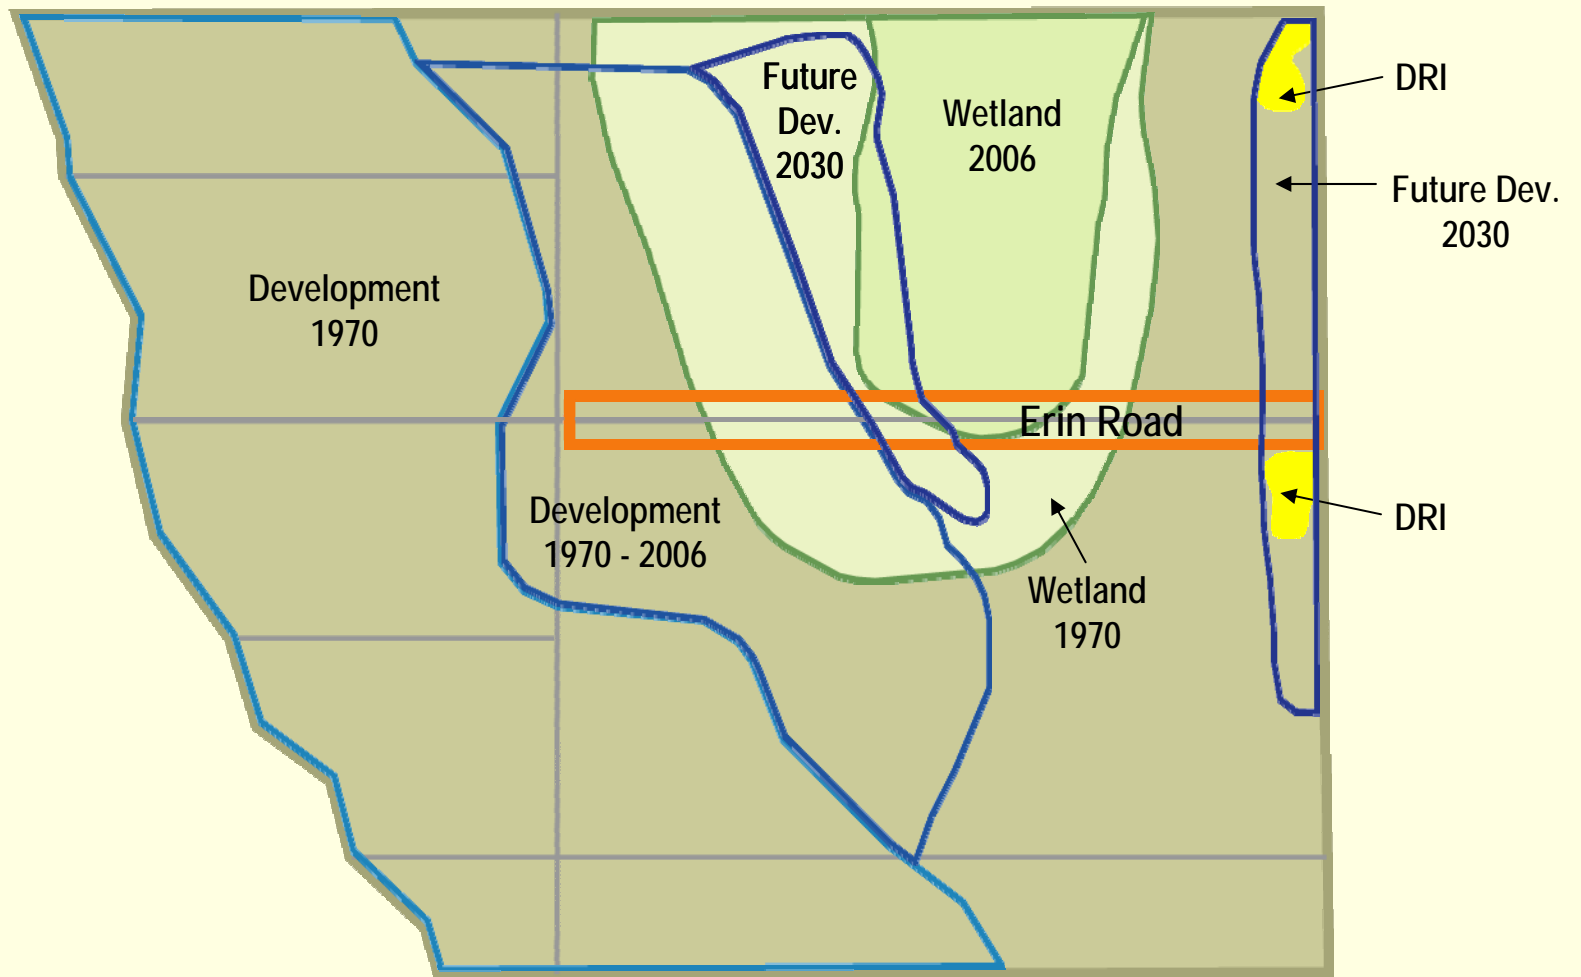 Future
Dev.
2030
Wetland
2006
DRI
Future Dev.
2030
Development
1970
Erin Road
Development
1970 - 2006
DRI
Wetland
1970